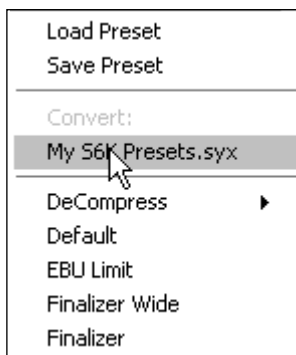 Load Preset
Save Preset
Convert:
My S6K Presets.syx
DeCompress
Default
EBU Limit
Finalizer Wide
Finalizer